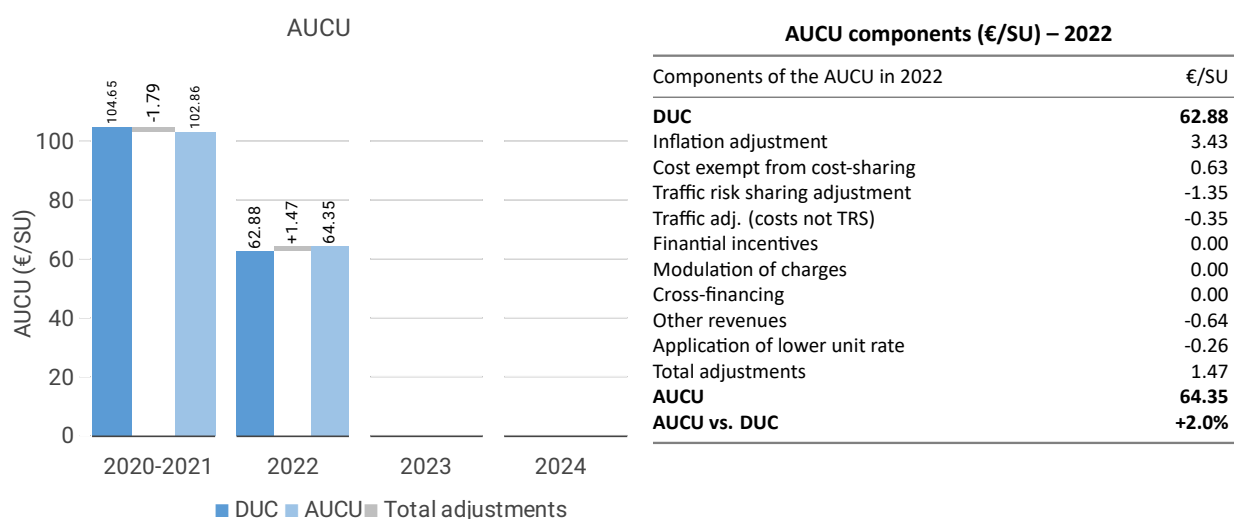 AUCU
104.65
-1.79
102.86
62.88
+1.47
64.35
AUCU (€/SU)
100
80
60
40
20
0
2020-2021 2022 2023 2024
DUC AUCU Total adjustments
AUCU components (€/SU) – 2022
Components of the AUCU in 2022 €/SU
DUC 62.88
Inflation adjustment 3.43
Cost exempt from cost-sharing 0.63
Traffic risk sharing adjustment -1.35
Traffic adj. (costs not TRS) -0.35
Finantial incentives 0.00
Modulation of charges 0.00
Cross-financing 0.00
Other revenues -0.64
Application of lower unit rate -0.26
Total adjustments 1.47
AUCU 64.35
AUCU vs. DUC +2.0%